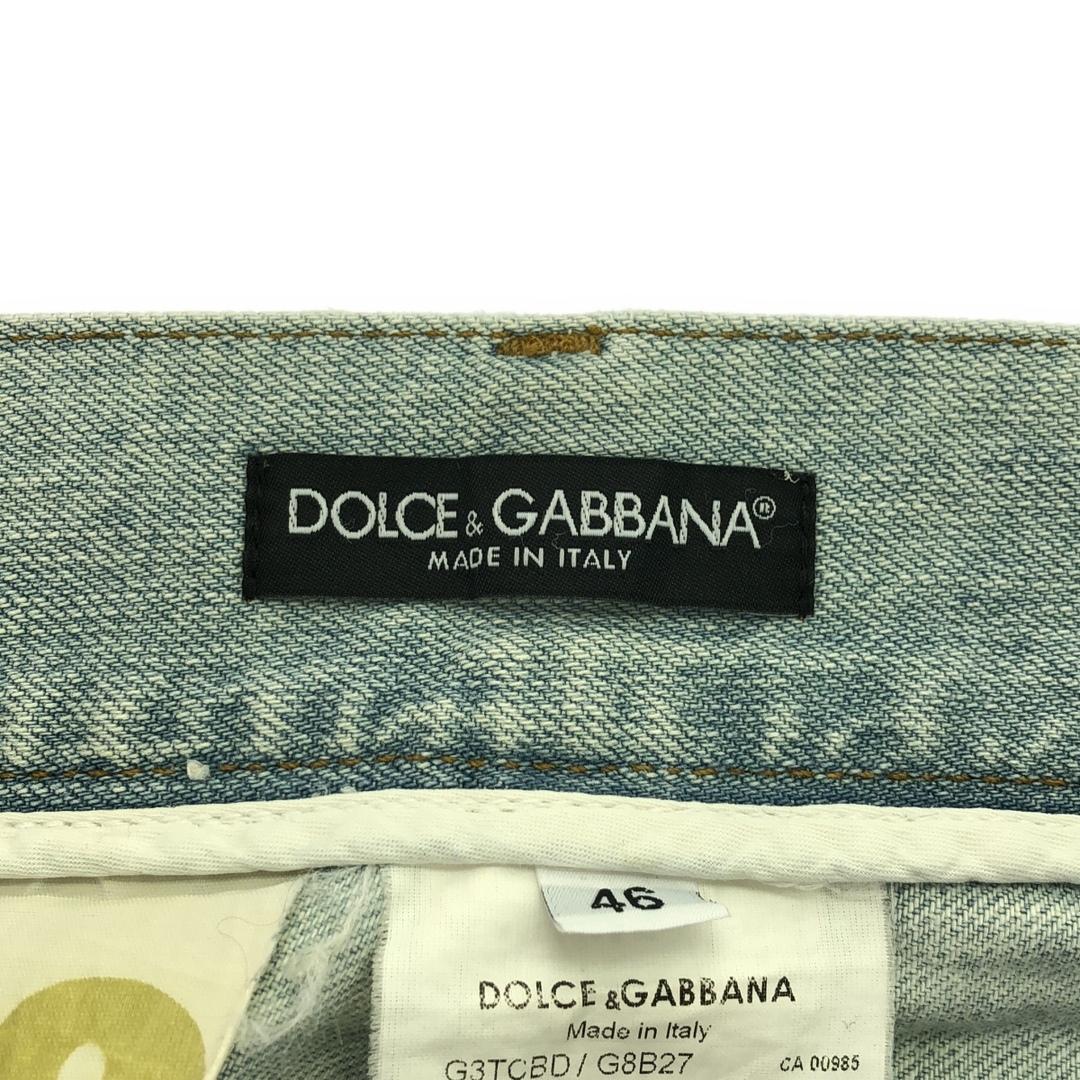 DOLCE & GABBANA®
MADE IN ITALY
46
DOLCE & GABBANA
Made in Italy
G3TCBD / G8B27 CA 00985